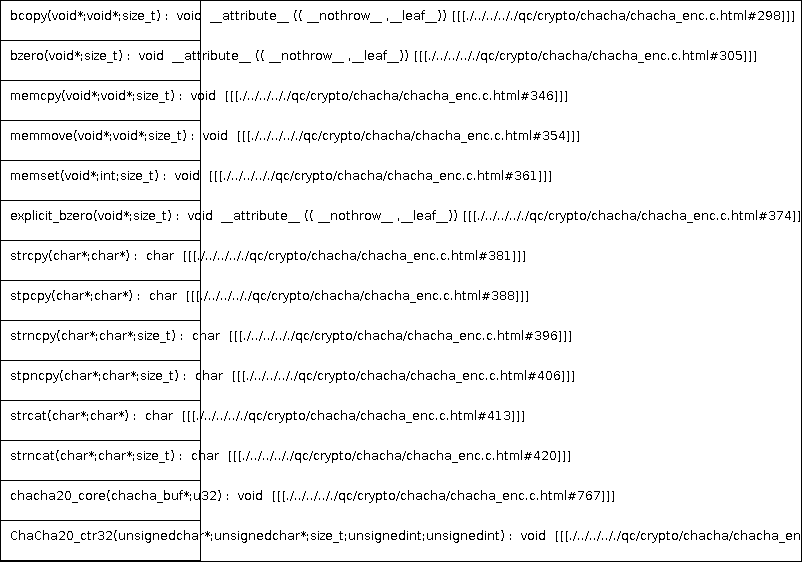 bcopy(void*;void*;size_t) : void __attribute__ (( __nothrow__ ,__leaf__)) [[[./../../../qc/crypto/chacha/chacha_enc.c.html#298]]]
bzero(void*;size_t) : void __attribute__ (( __nothrow__ ,__leaf__)) [[[./../../../qc/crypto/chacha/chacha_enc.c.html#305]]]
memcpy(void*;void*;size_t) : void [[[./../../../qc/crypto/chacha/chacha_enc.c.html#346]]]
memmove(void*;void*;size_t) : void [[[./../../../qc/crypto/chacha/chacha_enc.c.html#354]]]
memset(void*;int;size_t) : void [[[./../../../qc/crypto/chacha/chacha_enc.c.html#361]]]
explicit_bzero(void*;size_t) : void __attribute__ (( __nothrow__ ,__leaf__)) [[[./../../../qc/crypto/chacha/chacha_enc.c.html#374]]
strcpy(char*;char*) : char [[[./../../../qc/crypto/chacha/chacha_enc.c.html#381]]]
stpcpy(char*;char*) : char [[[./../../../qc/crypto/chacha/chacha_enc.c.html#388]]]
strncpy(char*;char*;size_t) : char [[[./../../../qc/crypto/chacha/chacha_enc.c.html#396]]]
stpncpy(char*;char*;size_t) : char [[[./../../../qc/crypto/chacha/chacha_enc.c.html#406]]]
strcat(char*;char*) : char [[[./../../../qc/crypto/chacha/chacha_enc.c.html#413]]]
strncat(char*;char*;size_t) : char [[[./../../../qc/crypto/chacha/chacha_enc.c.html#420]]]
chacha20_core(chacha_buf*;u32) : void [[[./../../../qc/crypto/chacha/chacha_enc.c.html#767]]]
ChaCha20_ctr32(unsignedchar*;unsignedchar*;size_t;unsignedint;unsignedint) : void [[[./../../../qc/crypto/chacha/chacha_en